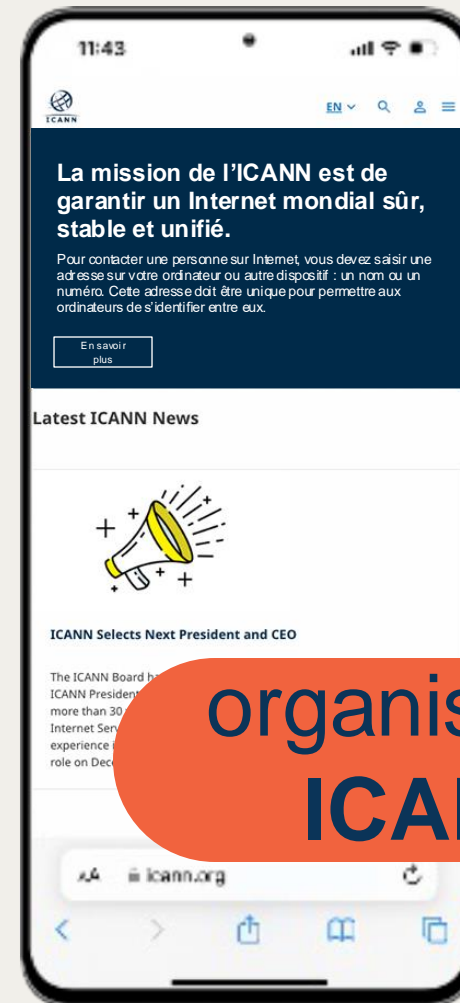 11:43
ICANN
EN
La mission de l'ICANN est de
garantir un Internet mondial sûr,
stable et unifié.
Pour contacter une personne sur Internet, vous devez saisir une
adresse sur votre ordinateur ou autre dispositif : un nom ou un
numéro. Cette adresse doit être unique pour permettre aux
ordinateurs de s'identifier entre eux.
En savoir
plus
Latest ICANN News
ICANN Selects Next President and CEO
The ICANN Board
ICANN President
more than 30
Internet
experience
role on
organis
ICA
AA icann.org